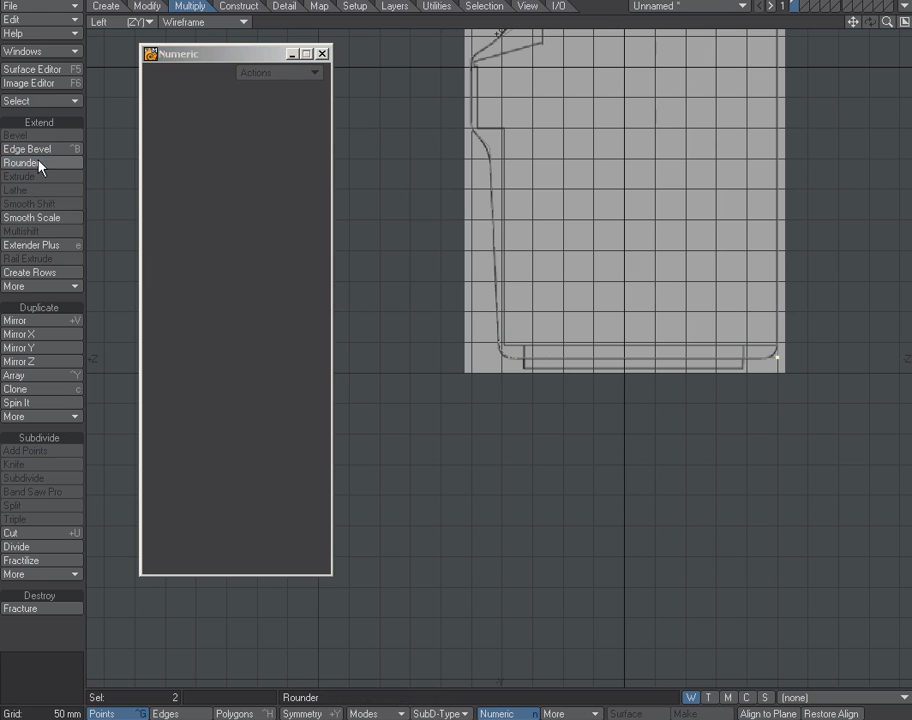 File Create Modify Multiply Construct Detail Map Setup Layers Utilities Selection View I/O Unnamed * 1
Edit Left (ZY) Wireframe
Help
Windows
Surface Editor F5
Image Editor F6
Select
Extend
Bevel
Edge Bevel ^B
Rounder
Extrude
Lathe
Smooth Shift
Smooth Scale
Multishift
Extender Plus e
Rail Extrude
Create Rows
More
Duplicate
Mirror +V
Mirror X
Mirror Y
Mirror Z
Array ^Y
Clone c
Spin It
More
Subdivide
Add Points
Knife
Subdivide
Band Saw Pro
Split
Triple
Cut +U
Divide
Fractilize
More
Destroy
Fracture
Numeric
Actions
+Z
Sel: 2 Rounder W T M C S (none)
Grid: 50 mm Points ^G Edges Polygons ^H Symmetry +Y Modes SubD-Type Numeric n More Surface Make Align to Plane Restore Align